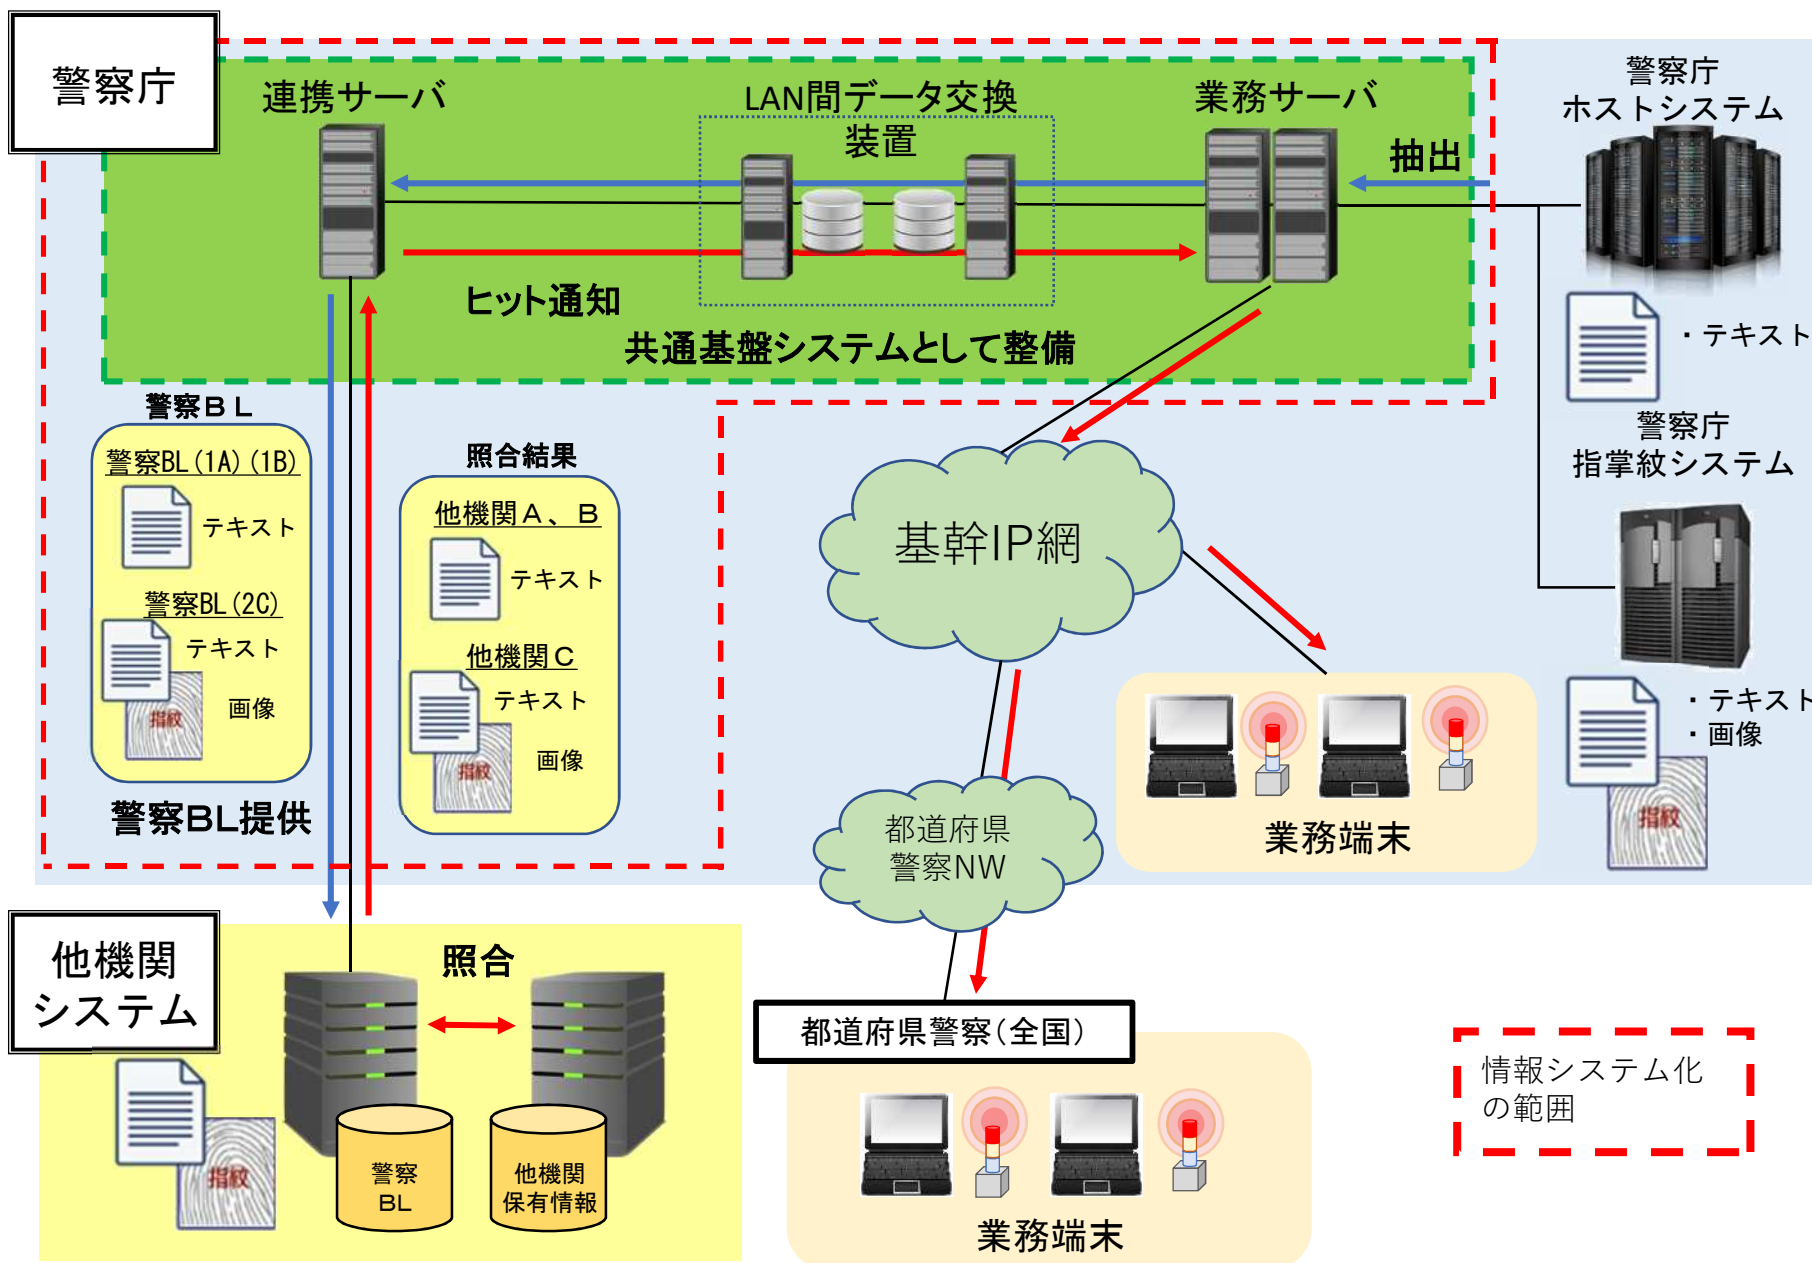 警察庁
連携サーバ
LAN間データ交換
装置
業務サーバ
抽出
警察庁
ホストシステム
・テキスト
ヒット通知
共通基盤システムとして整備
警察BL
警察BL(1A)(1B)
テキスト
警察BL(2C)
テキスト
指紋
画像
警察BL提供
照合結果
他機関A、B
テキスト
他機関C
テキスト
指紋
画像
基幹IP網
都道府県
警察NW
業務端末
警察庁
指掌紋システム
・テキスト
・画像
指紋
他機関
システム
照合
指紋
警察
BL
他機関
保有情報
都道府県警察(全国)
業務端末
情報システム化
の範囲